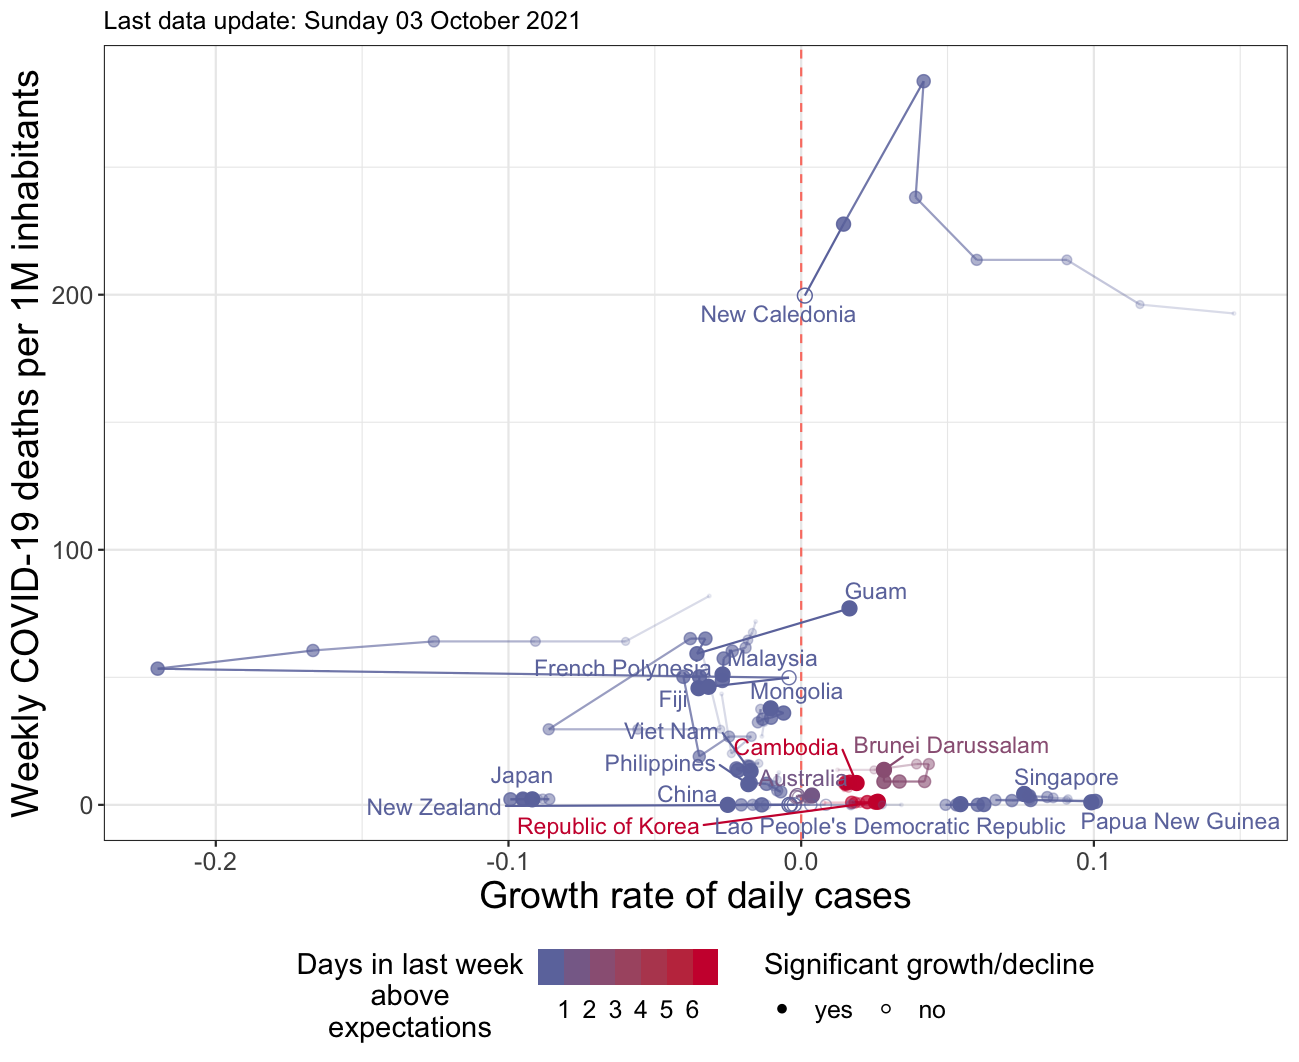 Last data update: Sunday 03 October 2021
Weekly COVID-19 deaths per 1M inhabitants
200
100
0
New Caledonia
Guam
French Polynesia
Malaysia
Fiji
Mongolia
Viet Nam
Cambodia
Brunei Darussalam
Philippines
Australia
Japan
Singapore
China
New Zealand
Republic of Korea
Lao People's Democratic Republic
Papua New Guinea
-0.2
-0.1
0.0
0.1
Growth rate of daily cases
Days in last week
above
expectations
1 2 3 4 5 6
Significant growth/decline
yes
no